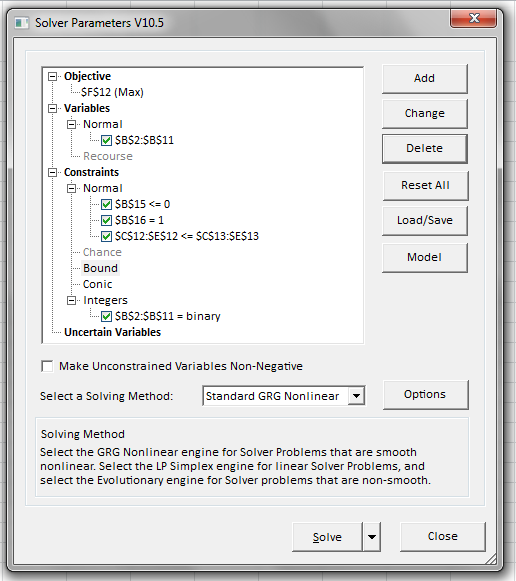 Solver Parameters V10.5
Objective
$F$12 (Max)
Variables
Normal
$B$2:$B$11
Recourse
Constraints
Normal
$B$15 <= 0
$B$16 = 1
$C$12:$E$12 <= $C$13:$E$13
Chance
Bound
Conic
Integers
$B$2:$B$11 = binary
Uncertain Variables
Add
Change
Delete
Reset All
Load/Save
Model
Make Unconstrained Variables Non-Negative
Select a Solving Method: Standard GRG Nonlinear Options
Solving Method
Select the GRG Nonlinear engine for Solver Problems that are smooth
nonlinear. Select the LP Simplex engine for linear Solver Problems, and
select the Evolutionary engine for Solver problems that are non-smooth.
Solve Close